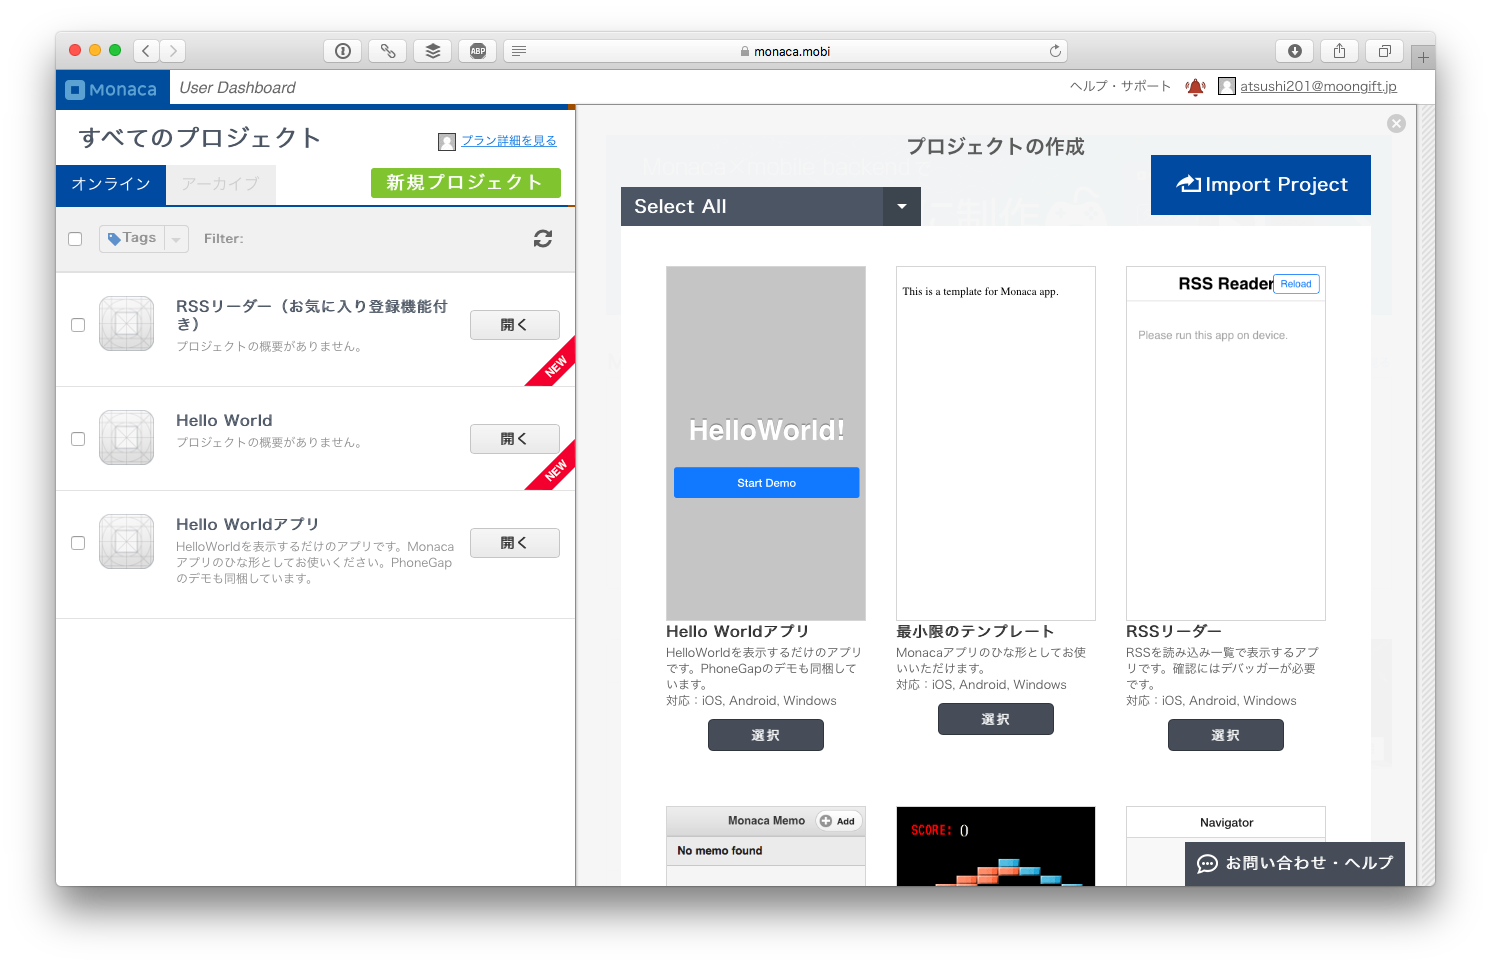 monaca.mobi
ABP
Monaca
User Dashboard
ヘルプ・サポート
atsushi201@moongift.jp
すべてのプロジェクト
プラン詳細を見る
オンライン
アーカイブ
新規プロジェクト
Tags
Filter:
RSSリーダー（お気に入り登録機能付
き）
プロジェクトの概要がありません。
開く
NEW
Hello World
プロジェクトの概要がありません。
開く
NEW
Hello Worldアプリ
HelloWorldを表示するだけのアプリです。Monaca
アプリのひな形としてお使いください。PhoneGap
のデモも同梱しています。
開く
プロジェクトの作成
Import Project
Select All
に制作
HelloWorld!
Start Demo
Hello Worldアプリ
HelloWorldを表示するだけのアプリ
です。PhoneGapのデモも同梱して
います。
対応：iOS, Android, Windows
選択
This is a template for Monaca app.
最小限のテンプレート
Monacaアプリのひな形としてお使
いいただけます。
対応：iOS, Android, Windows
選択
RSS Reader
Reload
Please run this app on device.
RSSリーダー
RSSを読み込み一覧で表示するアプ
リです。確認にはデバッガーが必要
です。
対応：iOS, Android, Windows
選択
Monaca Memo
Add
No memo found
SCORE: ()
Navigator
お問い合わせ・ヘルプ